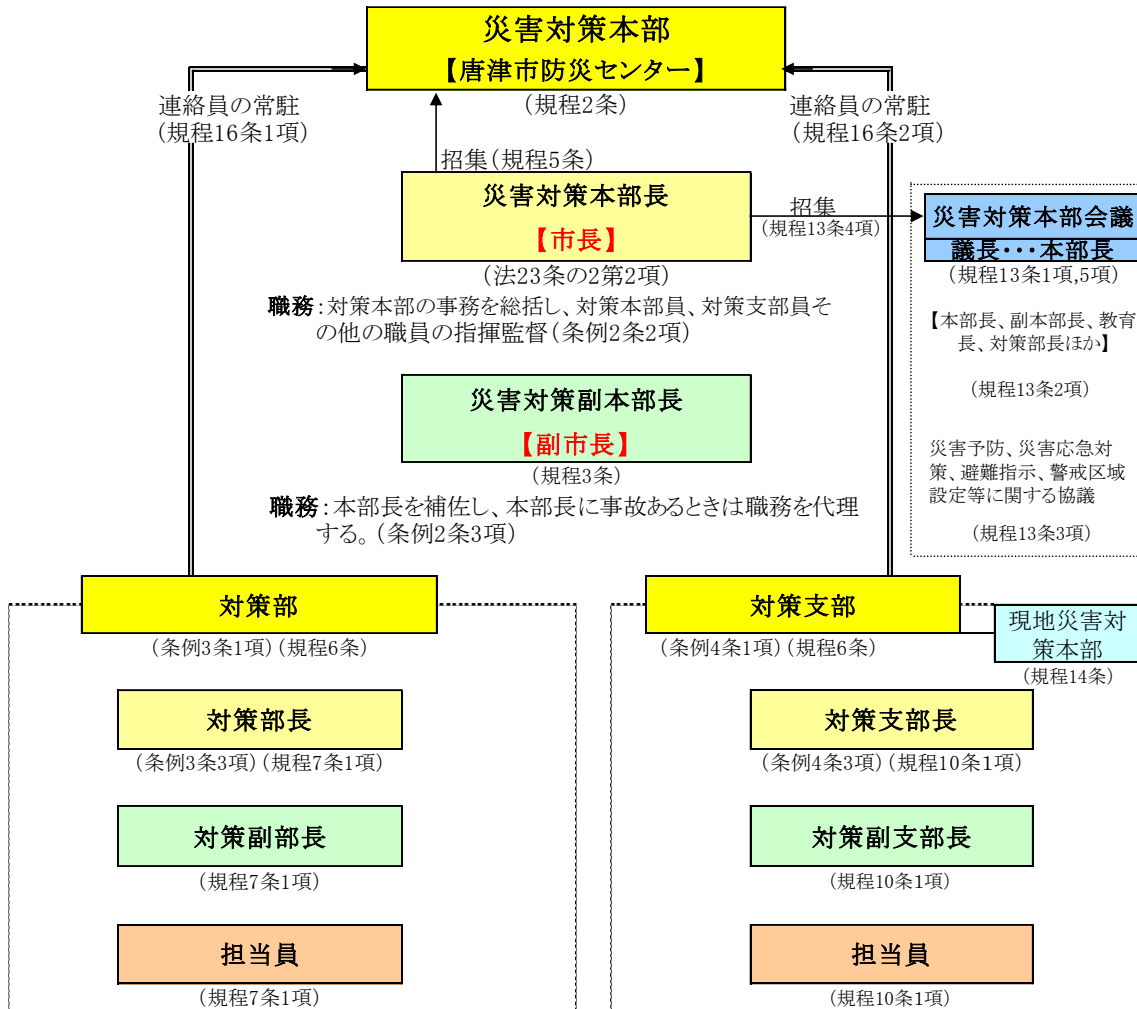 災害対策本部
【唐津市防災センター】
(規程2条)
連絡員の常駐
(規程16条1項)
連絡員の常駐
(規程16条2項)
招集(規程5条)
災害対策本部長
【市長】
(法23条の2第2項)
職務:対策本部の事務を総括し、対策本部員、対策支部員そ
の他の職員の指揮監督(条例2条2項)
招集
(規程13条4項)
災害対策本部会議
議長・・・本部長
(規程13条1項,5項)
【本部長、副本部長、教育
長、対策部長ほか】
(規程13条2項)
災害予防、災害応急対
策、避難指示、警戒区域
設定等に関する協議
(規程13条3項)
災害対策副本部長
【副市長】
(規程3条)
職務:本部長を補佐し、本部長に事故あるときは職務を代理
する。(条例2条3項)
対策部
(条例3条1項)(規程6条)
対策部長
(条例3条3項)(規程7条1項)
対策副部長
(規程7条1項)
担当員
(規程7条1項)
対策支部
(条例4条1項)(規程6条)
現地災害対
策本部
(規程14条)
対策支部長
(条例4条3項)(規程10条1項)
対策副支部長
(規程10条1項)
担当員
(規程10条1項)